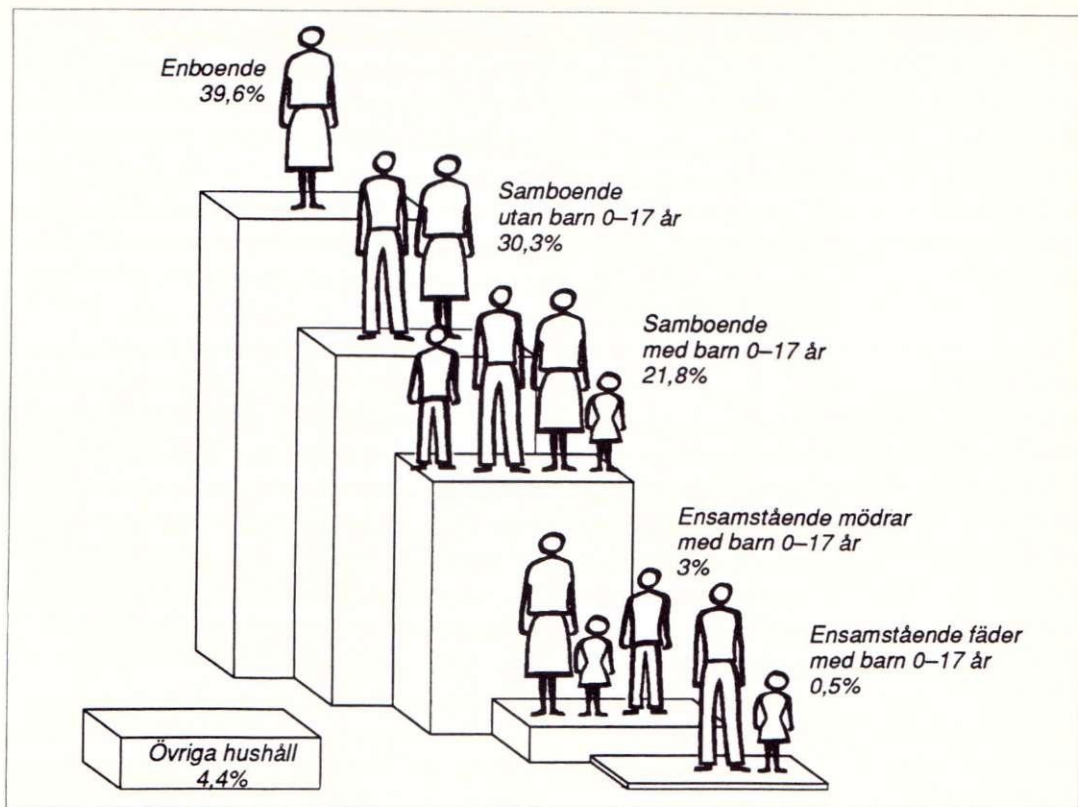 Enboende
39,6%
Samboende
utan barn 0–17 år
30,3%
Samboende
med barn 0–17 år
21,8%
Ensamstående mödrar
med barn 0–17 år
3%
Ensamstående fäder
med barn 0–17 år
0,5%
Övriga hushåll
4,4%